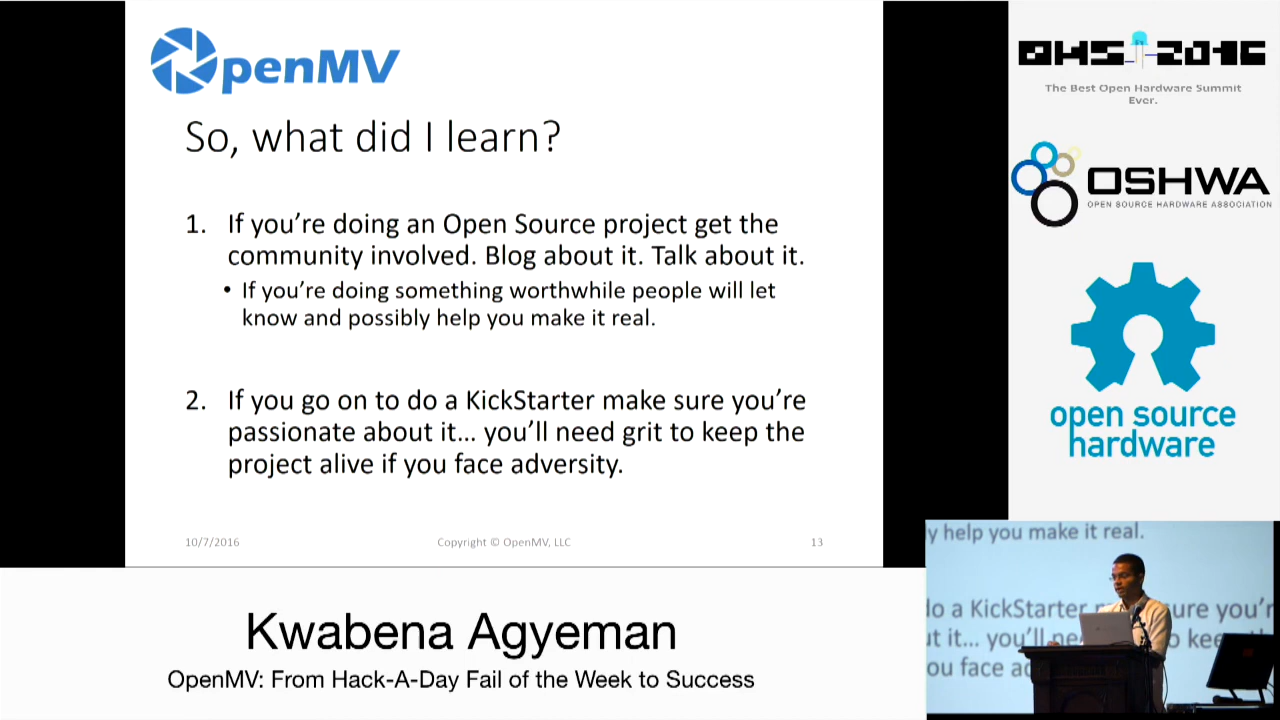 OpenMV
So, what did I learn?
1. If you're doing an Open Source project get the
community involved. Blog about it. Talk about it.
• If you're doing something worthwhile people will let
know and possibly help you make it real.
2. If you go on to do a KickStarter make sure you're
passionate about it... you'll need grit to keep the
project alive if you face adversity.
10/7/2016
Copyright © OpenMV, LLC
13
Kwabena Agyeman
OpenMV: From Hack-A-Day Fail of the Week to Success
OHS 2016
The Best Open Hardware Summit
Ever.
OSHWA
OPEN SOURCE HARDWARE ASSOCIATION
open source
hardware
y help you make it real.
do a KickStarter ure you'r
ut it... you'll nee o kee
ou face ad